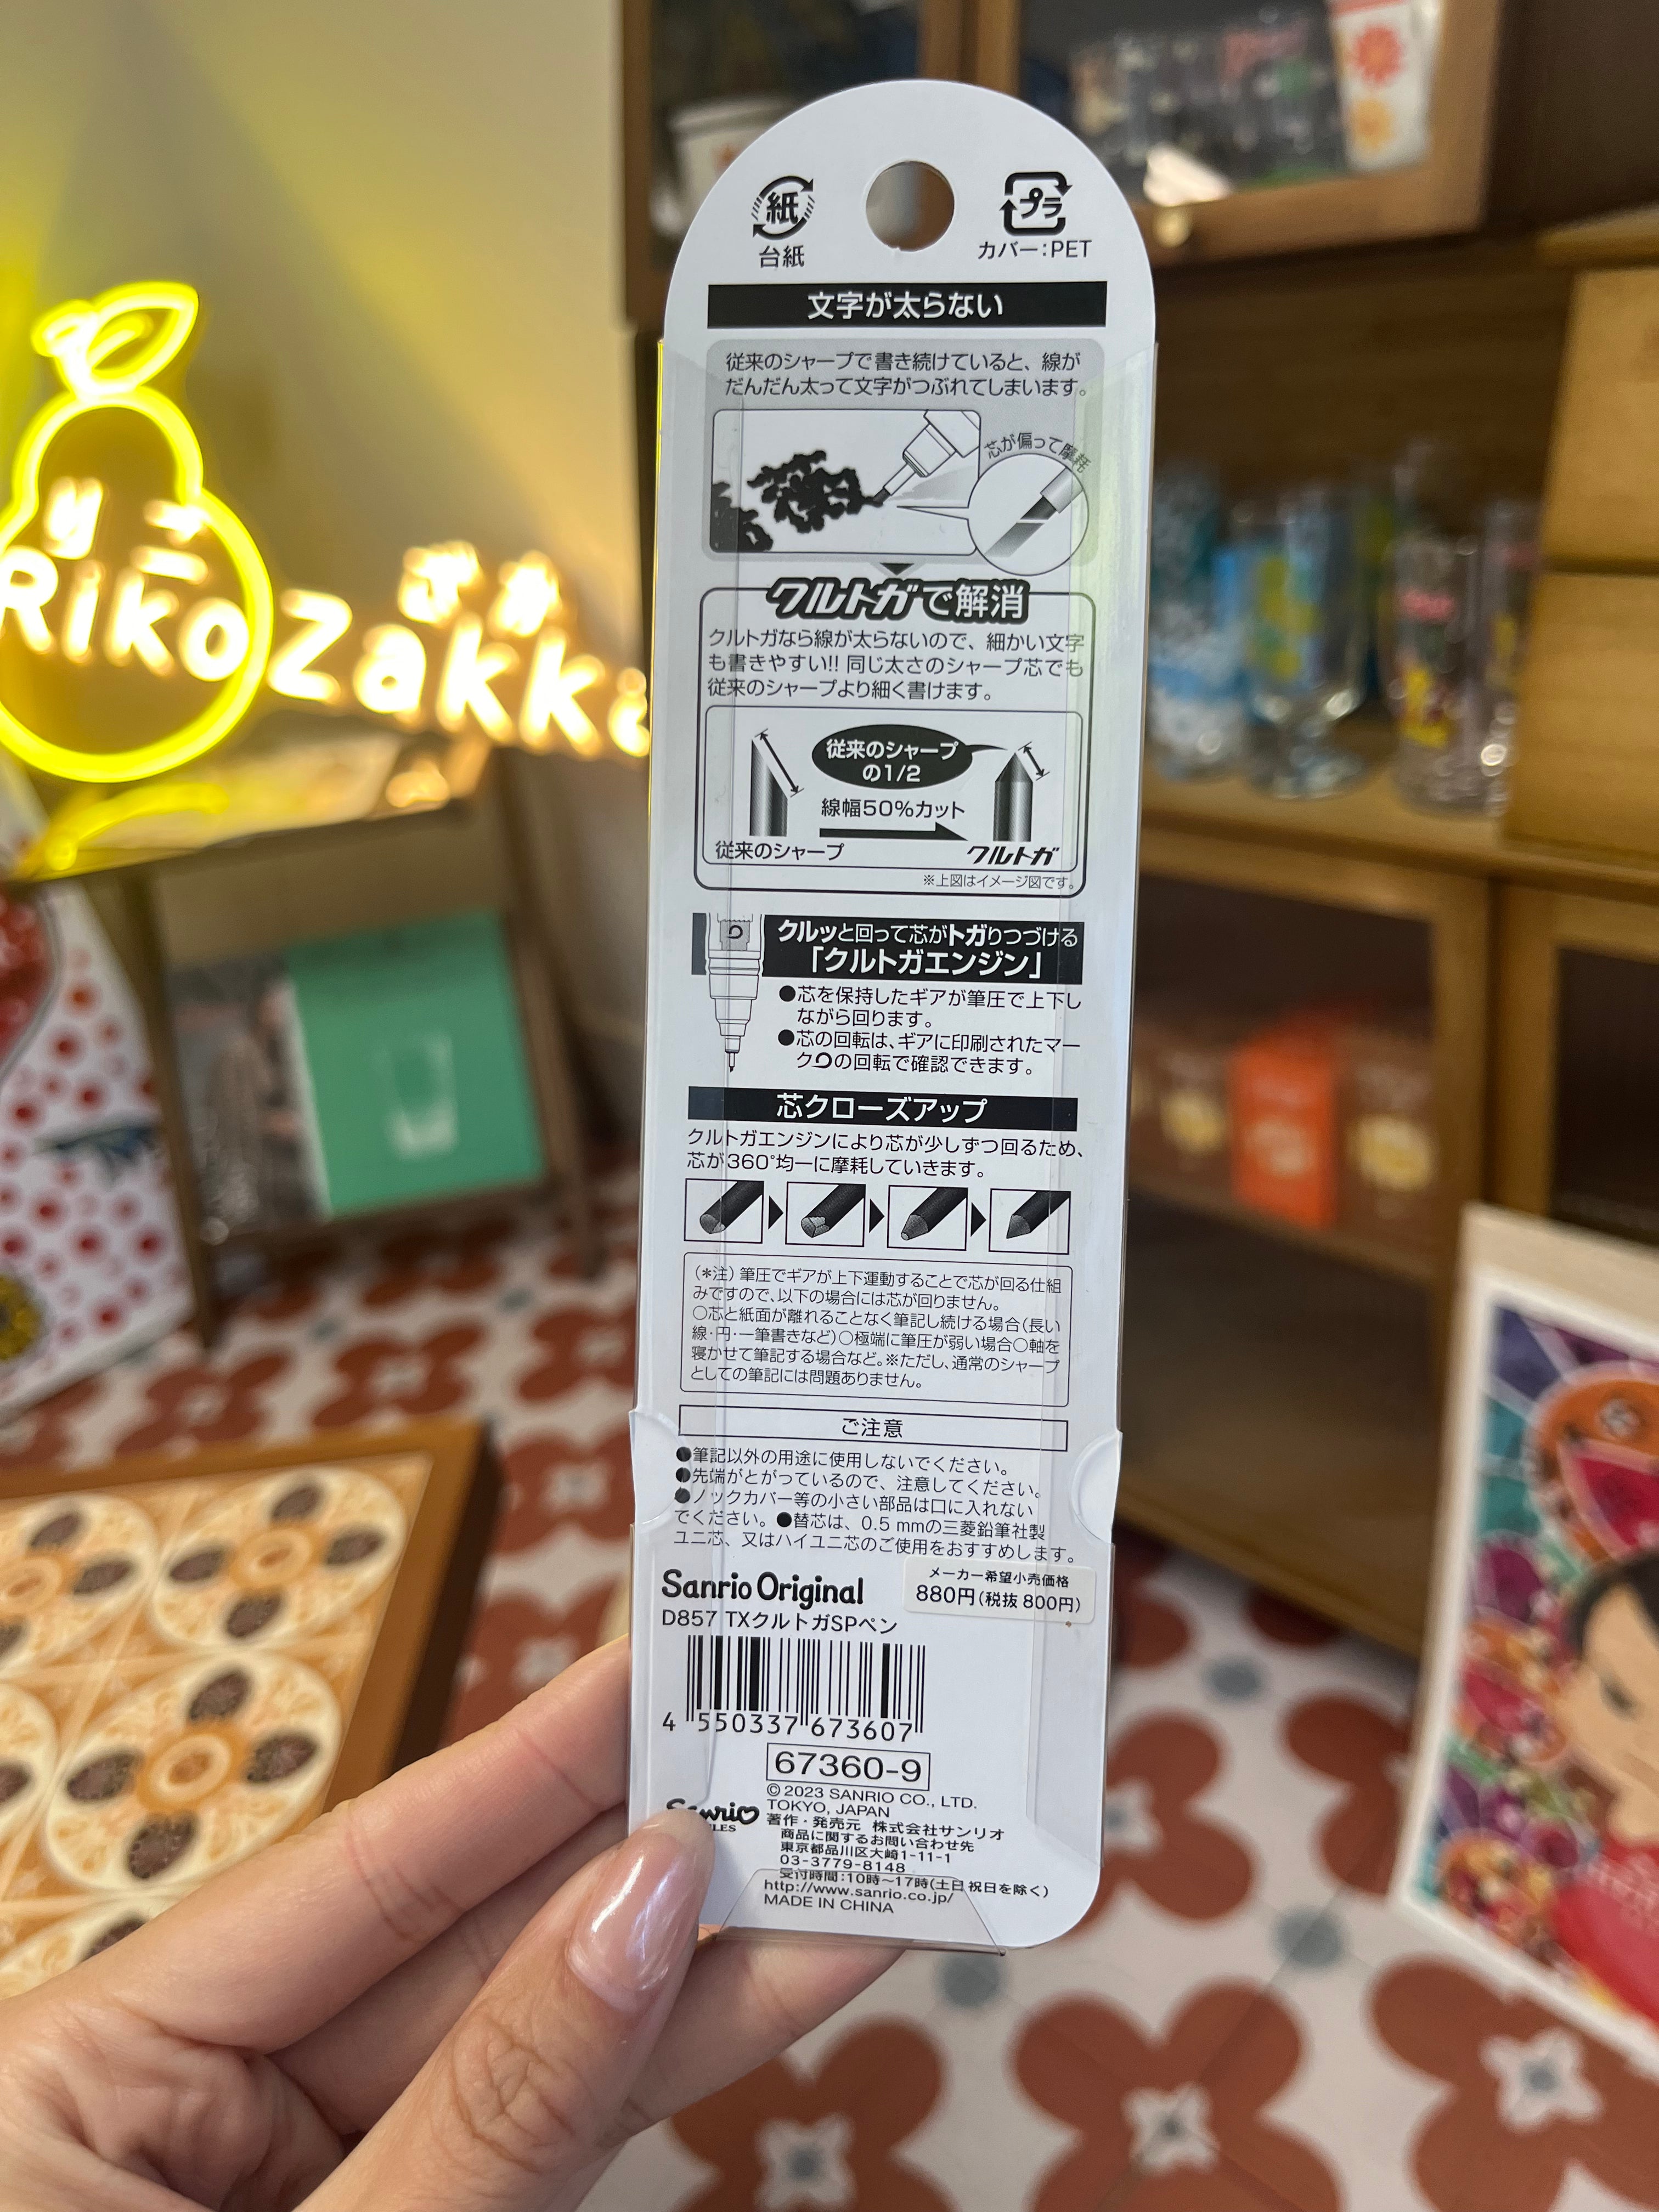 紙
台紙
プラ
カバー:PET
文字が太らない
従来のシャープで書き続けていると、線が
だんだん太って文字がつぶれてしまいます。
芯が偏って摩耗
クルトガで解消
クルトガなら線が太らないので、細かい文字
も書きやすい!! 同じ太さのシャープ芯でも
従来のシャープより細く書けます。
従来のシャープ
の1/2
線幅50%カット
従来のシャープ
クルトガ
※上図はイメージ図です。
クルッと回って芯がトガりつづける
「クルトガエンジン」
●芯を保持したギアが筆圧で上下し
ながら回ります。
●芯の回転は、ギアに印刷されたマー
クの回転で確認できます。
芯クローズアップ
クルトガエンジンにより芯が少しずつ回るため、
芯が360°均一に摩耗していきます。
(*注) 筆圧でギアが上下運動することで芯が回る仕組
みですので、以下の場合には芯が回りません。
○芯と紙面が離れることなく筆記し続ける場合(長い
線・円・一筆書きなど)○極端に筆圧が弱い場合○軸を
寝かせて筆記する場合など。※ただし、通常のシャープ
としての筆記には問題ありません。
ご注意
●筆記以外の用途に使用しないでください。
●先端がとがっているので、注意してください。
●ノックカバー等の小さい部品は口に入れない
でください。●替芯は、0.5 mmの三菱鉛筆社製
ユニ芯、又はハイユニ芯のご使用をおすすめします。
メーカー希望小売価格
880円(税抜 800円)
Sanrio Original
D857 TXクルトガSPペン
4 550337 673607
67360-9
© 2023 SANRIO CO., LTD.
TOKYO, JAPAN
著作・発売元 株式会社サンリオ
商品に関するお問い合わせ先
東京都品川区大崎1-11-1
03-3779-8148
受付時間:10時～17時(土日祝日を除く)
http://www.sanrio.co.jp/
MADE IN CHINA
リコ
RikoZakka